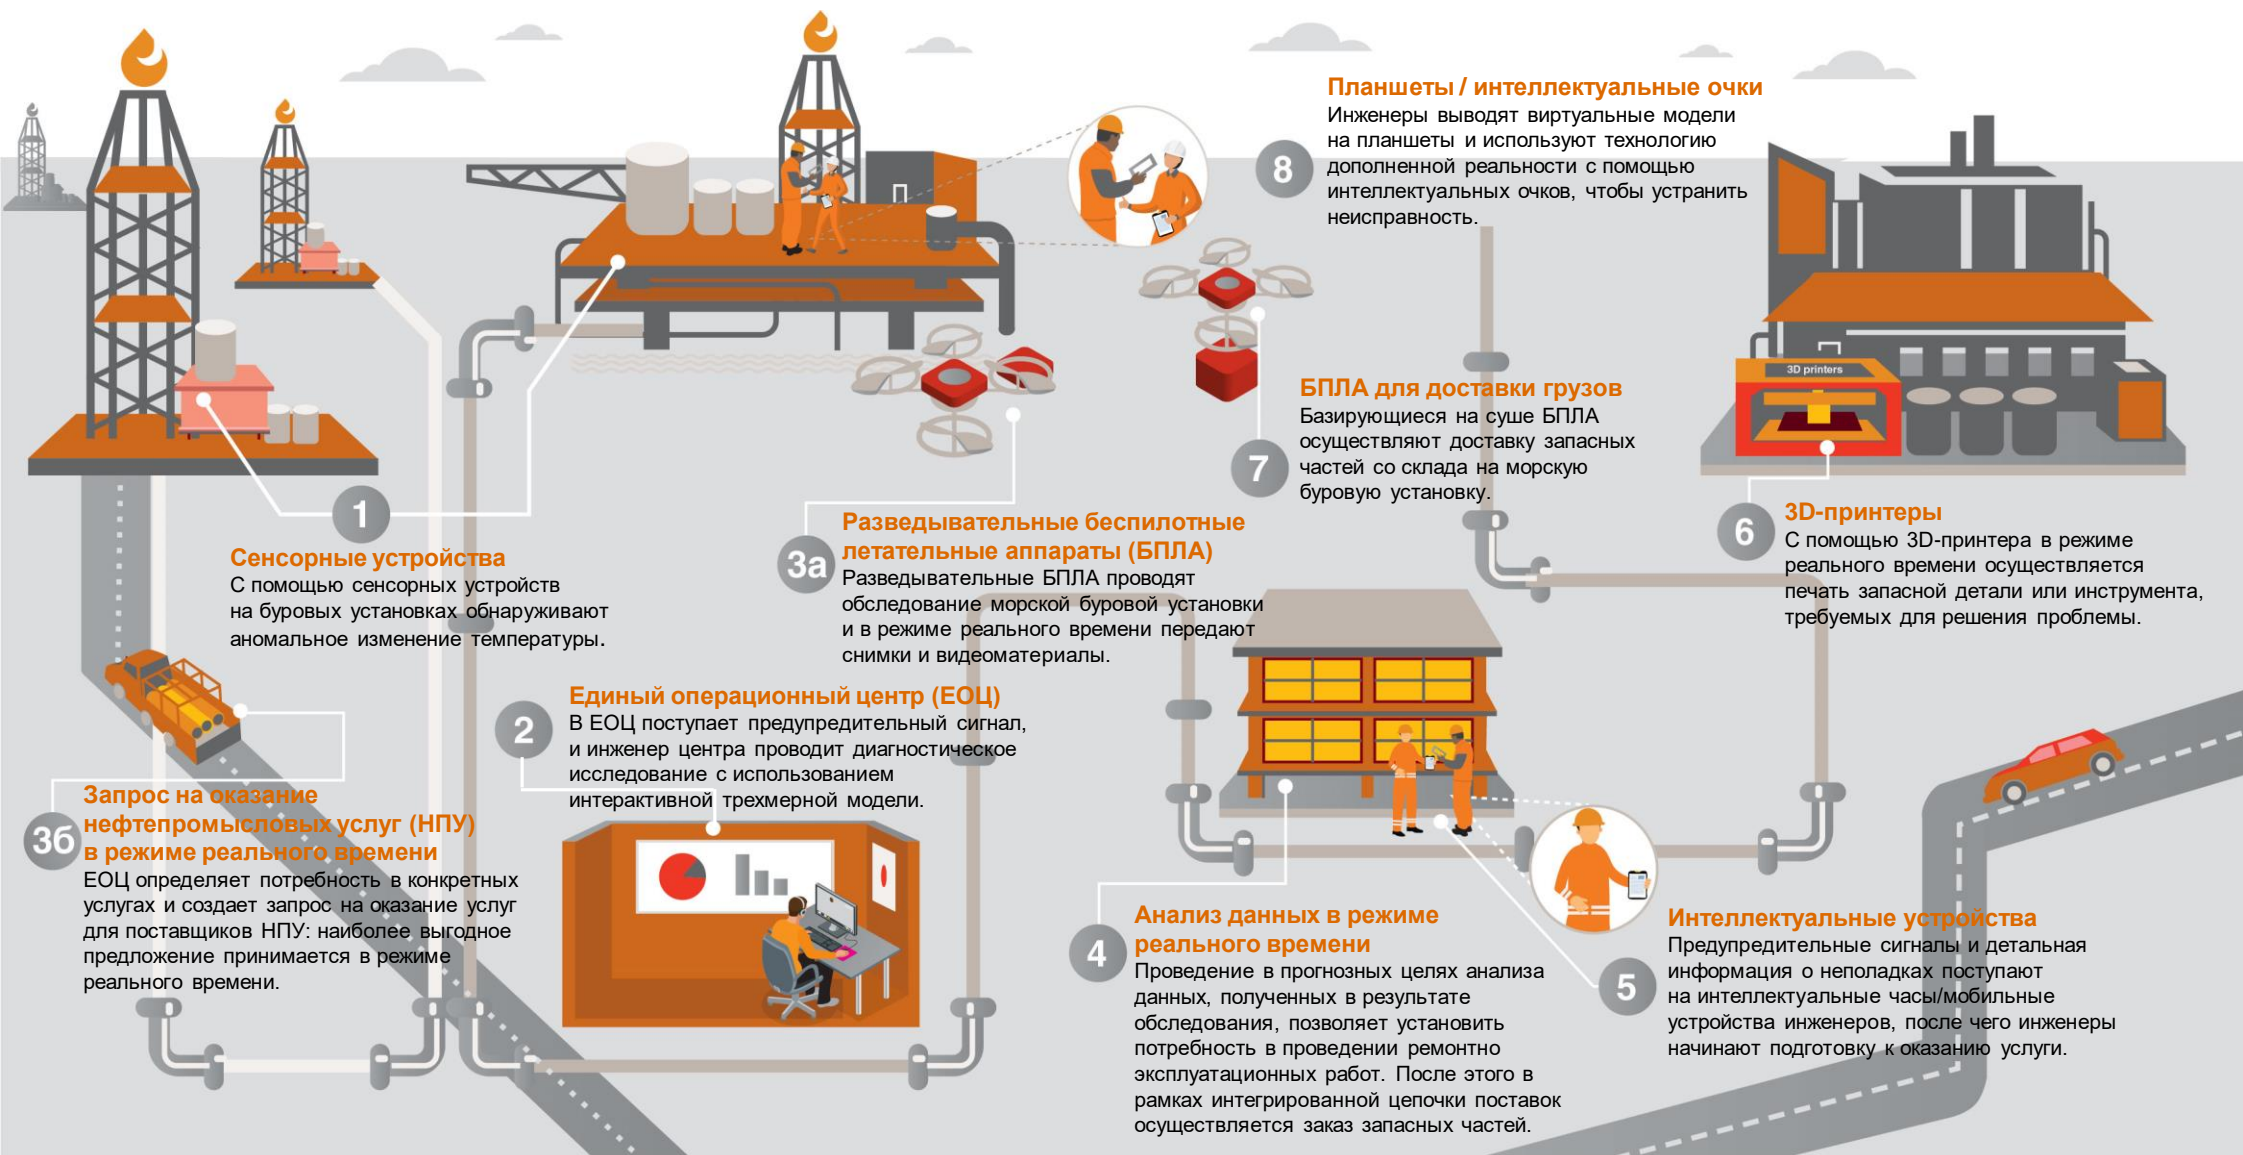 1
Сенсорные устройства
С помощью сенсорных устройств
на буровых установках обнаруживают
аномальное изменение температуры.
2
Единый операционный центр (ЕОЦ)
В ЕОЦ поступает предупредительный сигнал,
и инженер центра проводит диагностическое
исследование с использованием
интерактивной трехмерной модели.
3а
Разведывательные беспилотные
летательные аппараты (БПЛА)
Разведывательные БПЛА проводят
обследование морской буровой установки
и в режиме реального времени передают
снимки и видеоматериалы.
3б
Запрос на оказание
нефтепромысловых услуг (НПУ)
в режиме реального времени
ЕОЦ определяет потребность в конкретных
услугах и создает запрос на оказание услуг
для поставщиков НПУ: наиболее выгодное
предложение принимается в режиме
реального времени.
4
Анализ данных в режиме
реального времени
Проведение в прогнозных целях анализа
данных, полученных в результате
обследования, позволяет установить
потребность в проведении ремонтно
эксплуатационных работ. После этого в
рамках интегрированной цепочки поставок
осуществляется заказ запасных частей.
5
Интеллектуальные устройства
Предупредительные сигналы и детальная
информация о неполадках поступают
на интеллектуальные часы/мобильные
устройства инженеров, после чего инженеры
начинают подготовку к оказанию услуги.
3D printers
6
3D-принтеры
С помощью 3D-принтера в режиме
реального времени осуществляется
печать запасной детали или инструмента,
требуемых для решения проблемы.
7
БПЛА для доставки грузов
Базирующиеся на суше БПЛА
осуществляют доставку запасных
частей со склада на морскую
буровую установку.
8
Планшеты / интеллектуальные очки
Инженеры выводят виртуальные модели
на планшеты и используют технологию
дополненной реальности с помощью
интеллектуальных очков, чтобы устранить
неисправность.